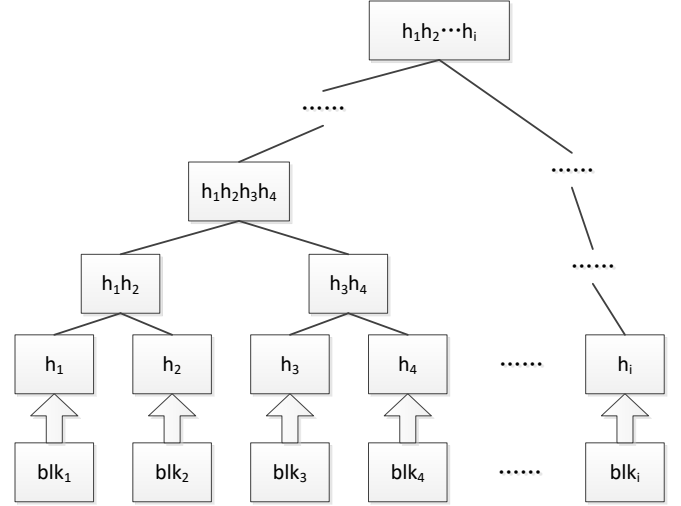 h₁h₂⋯hᵢ
......
......
h₁h₂h₃h₄
......
h₁h₂ h₃h₄
h₁ h₂ h₃ h₄ ...... hᵢ
blk₁ blk₂ blk₃ blk₄ ...... blkᵢ